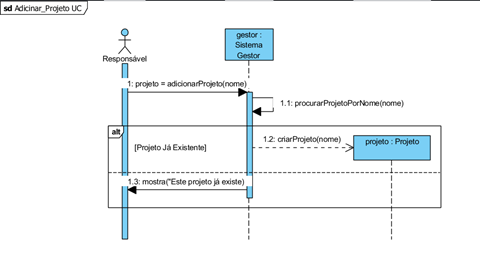 sd Adicinar_Projeto UC
Responsável
gestor :
Sistema
Gestor
1: projeto = adicionarProjeto(nome)
1.1: procurarProjetoPorNome(nome)
alt
[Projeto Já Existente]
1.2: criarProjeto(nome)
projeto : Projeto
1.3: mostra("Este projeto já existe)